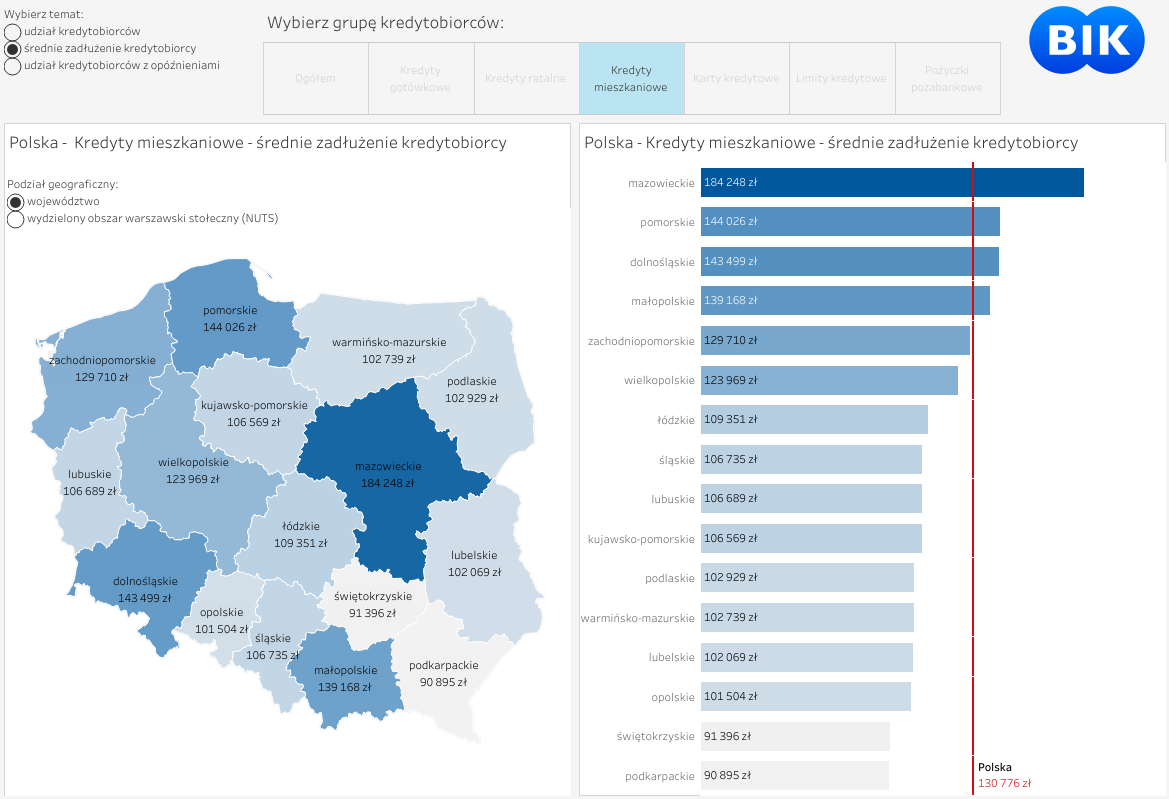 Wybierz temat:
udział kredytobiorców
średnie zadłużenie kredytobiorcy
udział kredytobiorców z opóźnieniami
Wybierz grupę kredytobiorców:
Ogółem
Kredyty
gotówkowe
Kredyty ratalne
Kredyty
mieszkaniowe
Karty kredytowe
Limity kredytowe
Pożyczki
pozabankowe
BIK
Polska - Kredyty mieszkaniowe - średnie zadłużenie kredytobiorcy
Podział geograficzny:
województwo
wydzielony obszar warszawski stołeczny (NUTS)
pomorskie
144 026 zł
warmińsko-mazurskie
102 739 zł
zachodniopomorskie
129 710 zł
podlaskie
102 929 zł
kujawsko-pomorskie
106 569 zł
mazowieckie
184 248 zł
wielkopolskie
123 969 zł
lubuskie
106 689 zł
łódzkie
109 351 zł
lubelskie
102 069 zł
dolnośląskie
143 499 zł
świętokrzyskie
91 396 zł
opolskie
101 504 zł
śląskie
106 735 zł
małopolskie
139 168 zł
podkarpackie
90 895 zł
Polska - Kredyty mieszkaniowe - średnie zadłużenie kredytobiorcy
mazowieckie 184 248 zł
pomorskie 144 026 zł
dolnośląskie 143 499 zł
małopolskie 139 168 zł
zachodniopomorskie 129 710 zł
wielkopolskie 123 969 zł
łódzkie 109 351 zł
śląskie 106 735 zł
lubuskie 106 689 zł
kujawsko-pomorskie 106 569 zł
podlaskie 102 929 zł
warmińsko-mazurskie 102 739 zł
lubelskie 102 069 zł
opolskie 101 504 zł
świętokrzyskie 91 396 zł
podkarpackie 90 895 zł
Polska
130 776 zł